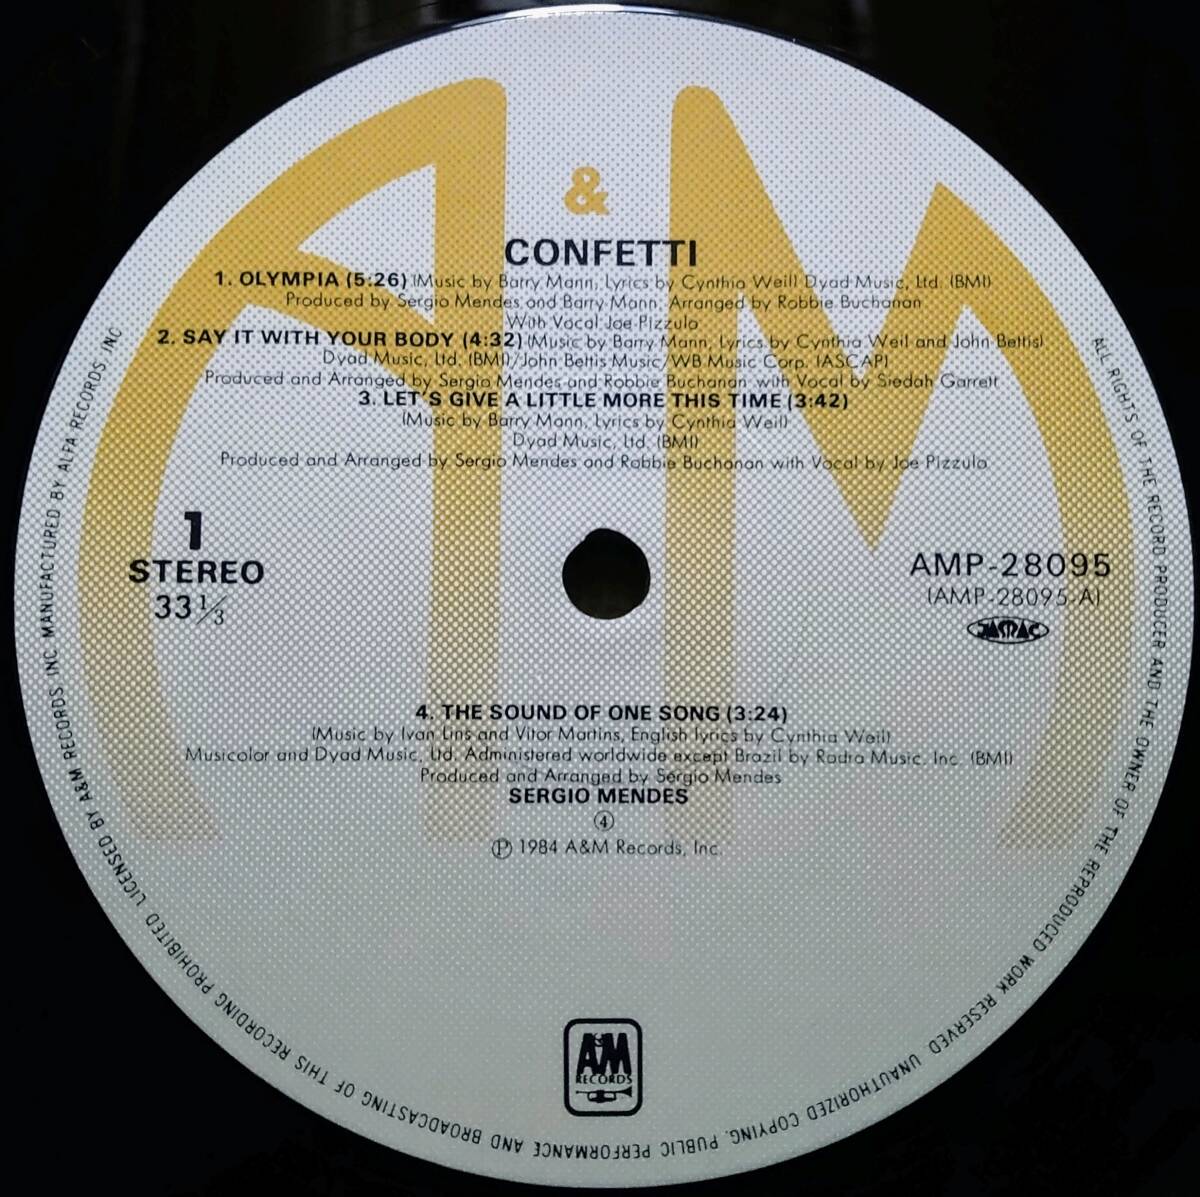 A & M
CONFETTI
1. OLYMPIA (5:26) (Music by Barry Mann, Lyrics by Cynthia Weil) Dyad Music, Ltd. (BMI)
Produced by Sergio Mendes and Barry Mann, Arranged by Robbie Buchanan
With Vocal Joe Pizzulo
2. SAY IT WITH YOUR BODY (4:32) (Music by Barry Mann, Lyrics by Cynthia Weil and John Bettis)
Dyad Music, Ltd. (BMI)/John Bettis Music/WB Music Corp. (ASCAP)
Produced and Arranged by Sergio Mendes and Robbie Buchanan with Vocal by Siedah Garrett
3. LET'S GIVE A LITTLE MORE THIS TIME (3:42)
(Music by Barry Mann, Lyrics by Cynthia Weil)
Dyad Music, Ltd. (BMI)
Produced and Arranged by Sergio Mendes and Robbie Buchanan with Vocal by Joe Pizzulo
1
STEREO
33 1/3
AMP-28095
(AMP-28095-A)
JASRAC
4. THE SOUND OF ONE SONG (3:24)
(Music by Ivan Lins and Vitor Martins, English lyrics by Cynthia Weil)
Musicolor and Dyad Music, Ltd. Administered worldwide except Brazil by Rodra Music, Inc. (BMI)
Produced and Arranged by Sergio Mendes
SERGIO MENDES
④
Ⓟ 1984 A&M Records, Inc.
A&M
RECORDS
ALL RIGHTS OF THE RECORD PRODUCER AND THE OWNER OF THE REPRODUCED WORK RESERVED. UNAUTHORIZED COPYING, PUBLIC PERFORMANCE AND BROADCASTING OF THIS RECORDING PROHIBITED LICENSED BY A&M RECORDS INC. MANUFACTURED BY ALFA RECORDS INC